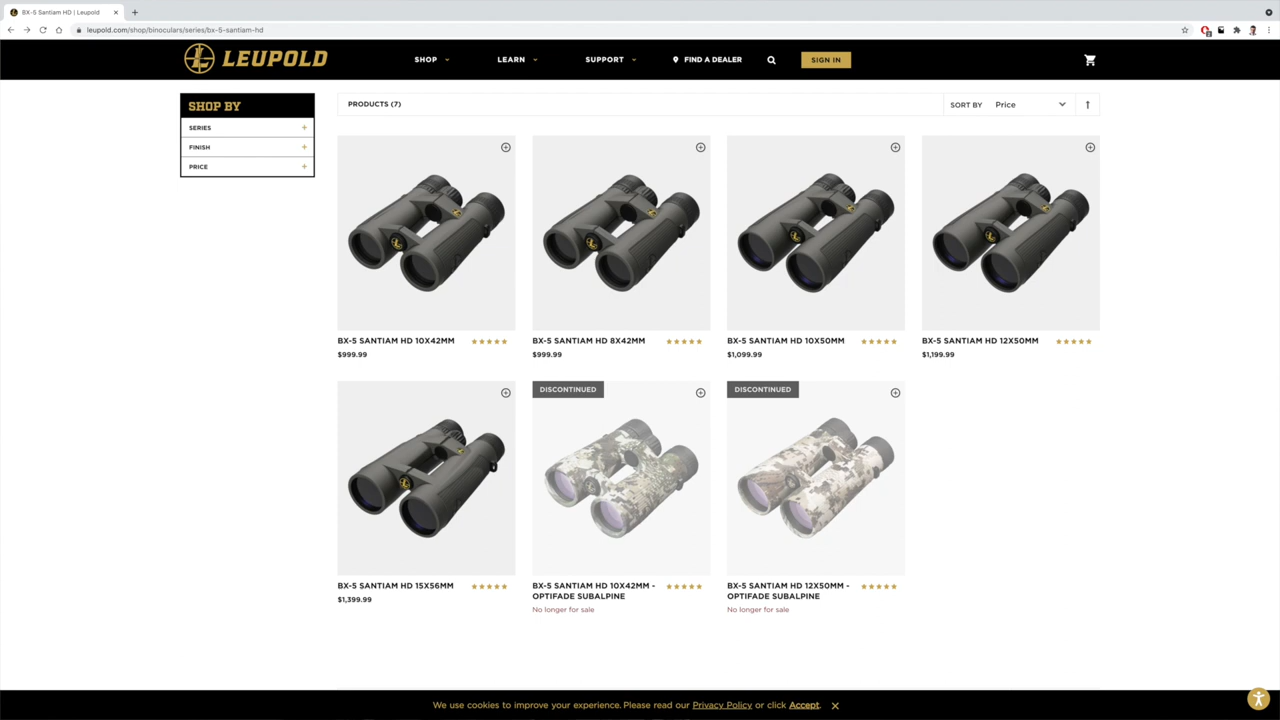 BX-5 Santiam HD | Leupold
leupold.com/shop/binoculars/series/bx-5-santiam-hd
LEUPOLD
SHOP
LEARN
SUPPORT
FIND A DEALER
SIGN IN
SHOP BY
SERIES
FINISH
PRICE
PRODUCTS (7)
SORT BY Price
BX-5 SANTIAM HD 10X42MM
$999.99
BX-5 SANTIAM HD 8X42MM
$999.99
BX-5 SANTIAM HD 10X50MM
$1,099.99
BX-5 SANTIAM HD 12X50MM
$1,199.99
BX-5 SANTIAM HD 15X56MM
$1,399.99
DISCONTINUED
BX-5 SANTIAM HD 10X42MM -
OPTIFADE SUBALPINE
No longer for sale
DISCONTINUED
BX-5 SANTIAM HD 12X50MM -
OPTIFADE SUBALPINE
No longer for sale
We use cookies to improve your experience. Please read our Privacy Policy or click Accept.